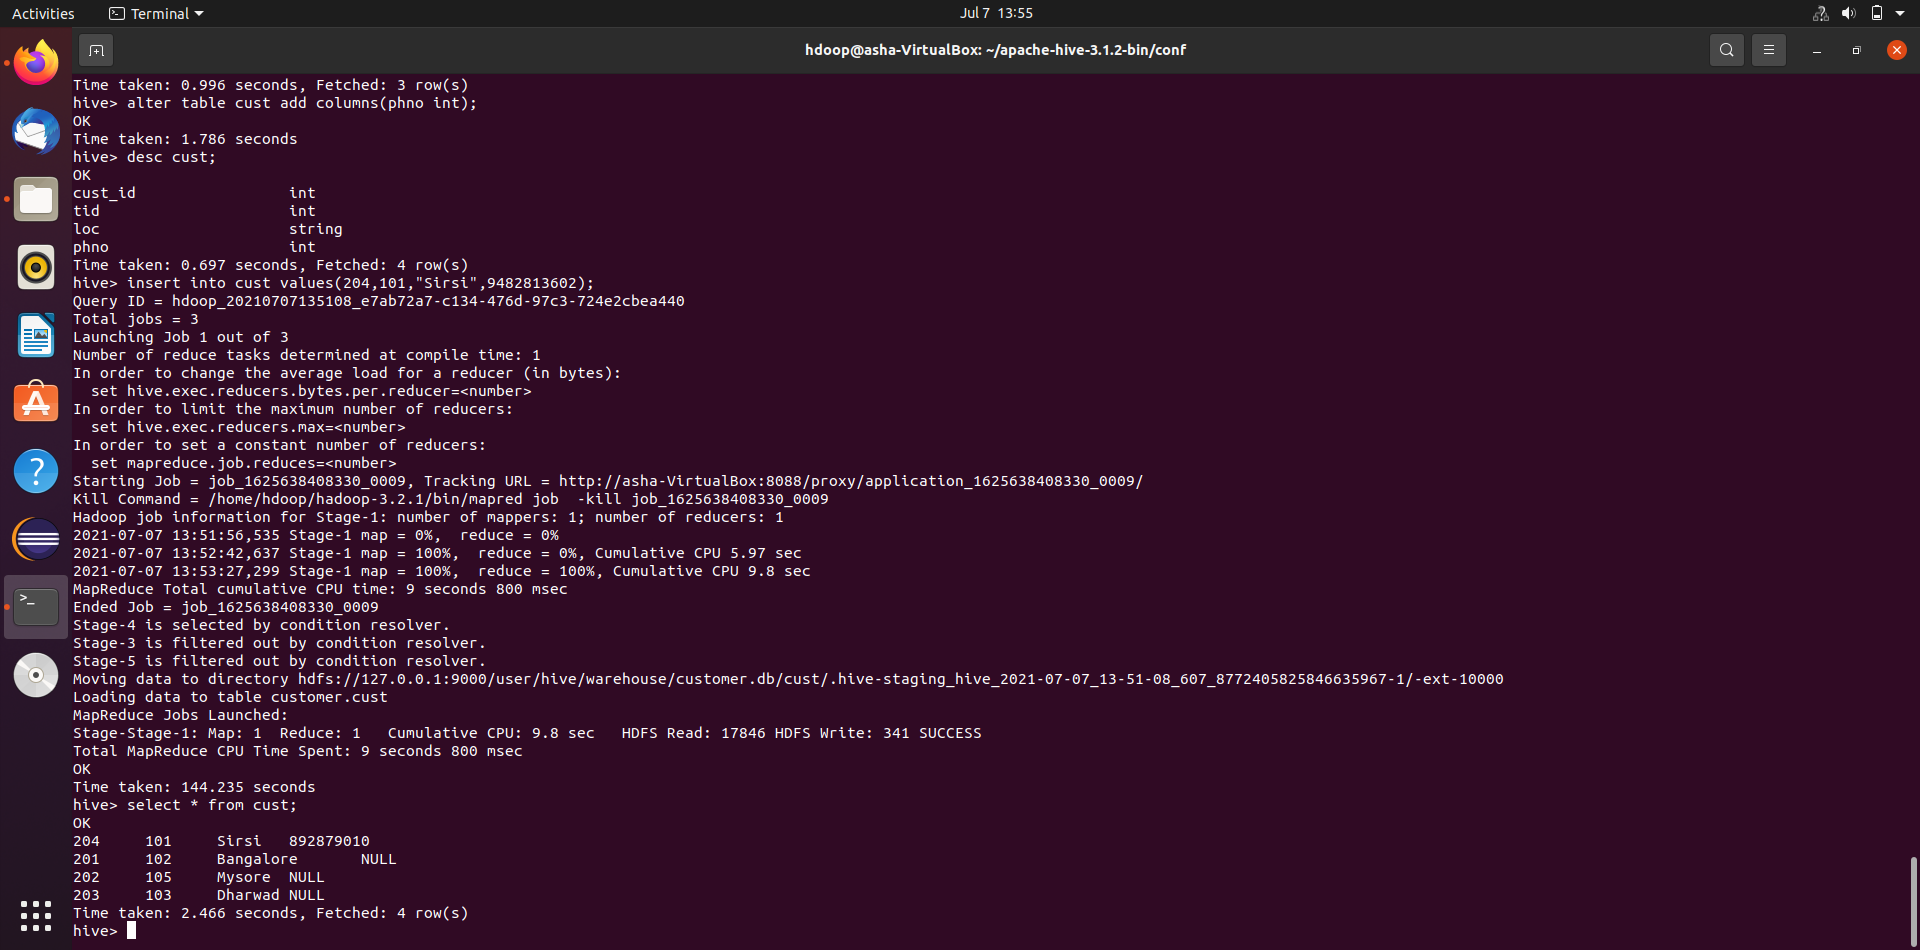 Activities
Terminal
Jul 7 13:55
hdoop@asha-VirtualBox: ~/apache-hive-3.1.2-bin/conf
Time taken: 0.996 seconds, Fetched: 3 row(s)
hive> alter table cust add columns(phno int);
OK
Time taken: 1.786 seconds
hive> desc cust;
OK
cust_id                 int
tid                     int
loc                     string
phno                    int
Time taken: 0.697 seconds, Fetched: 4 row(s)
hive> insert into cust values(204,101,"Sirsi",9482813602);
Query ID = hdoop_20210707135108_e7ab72a7-c134-476d-97c3-724e2cbea440
Total jobs = 3
Launching Job 1 out of 3
Number of reduce tasks determined at compile time: 1
In order to change the average load for a reducer (in bytes):
  set hive.exec.reducers.bytes.per.reducer=<number>
In order to limit the maximum number of reducers:
  set hive.exec.reducers.max=<number>
In order to set a constant number of reducers:
  set mapreduce.job.reduces=<number>
Starting Job = job_1625638408330_0009, Tracking URL = http://asha-VirtualBox:8088/proxy/application_1625638408330_0009/
Kill Command = /home/hdoop/hadoop-3.2.1/bin/mapred job  -kill job_1625638408330_0009
Hadoop job information for Stage-1: number of mappers: 1; number of reducers: 1
2021-07-07 13:51:56,535 Stage-1 map = 0%,  reduce = 0%
2021-07-07 13:52:42,637 Stage-1 map = 100%,  reduce = 0%, Cumulative CPU 5.97 sec
2021-07-07 13:53:27,299 Stage-1 map = 100%,  reduce = 100%, Cumulative CPU 9.8 sec
MapReduce Total cumulative CPU time: 9 seconds 800 msec
Ended Job = job_1625638408330_0009
Stage-4 is selected by condition resolver.
Stage-3 is filtered out by condition resolver.
Stage-5 is filtered out by condition resolver.
Moving data to directory hdfs://127.0.0.1:9000/user/hive/warehouse/customer.db/cust/.hive-staging_hive_2021-07-07_13-51-08_607_8772405825846635967-1/-ext-10000
Loading data to table customer.cust
MapReduce Jobs Launched:
Stage-Stage-1: Map: 1  Reduce: 1   Cumulative CPU: 9.8 sec   HDFS Read: 17846 HDFS Write: 341 SUCCESS
Total MapReduce CPU Time Spent: 9 seconds 800 msec
OK
Time taken: 144.235 seconds
hive> select * from cust;
OK
204     101     Sirsi   892879010
201     102     Bangalore       NULL
202     105     Mysore  NULL
203     103     Dharwad NULL
Time taken: 2.466 seconds, Fetched: 4 row(s)
hive>